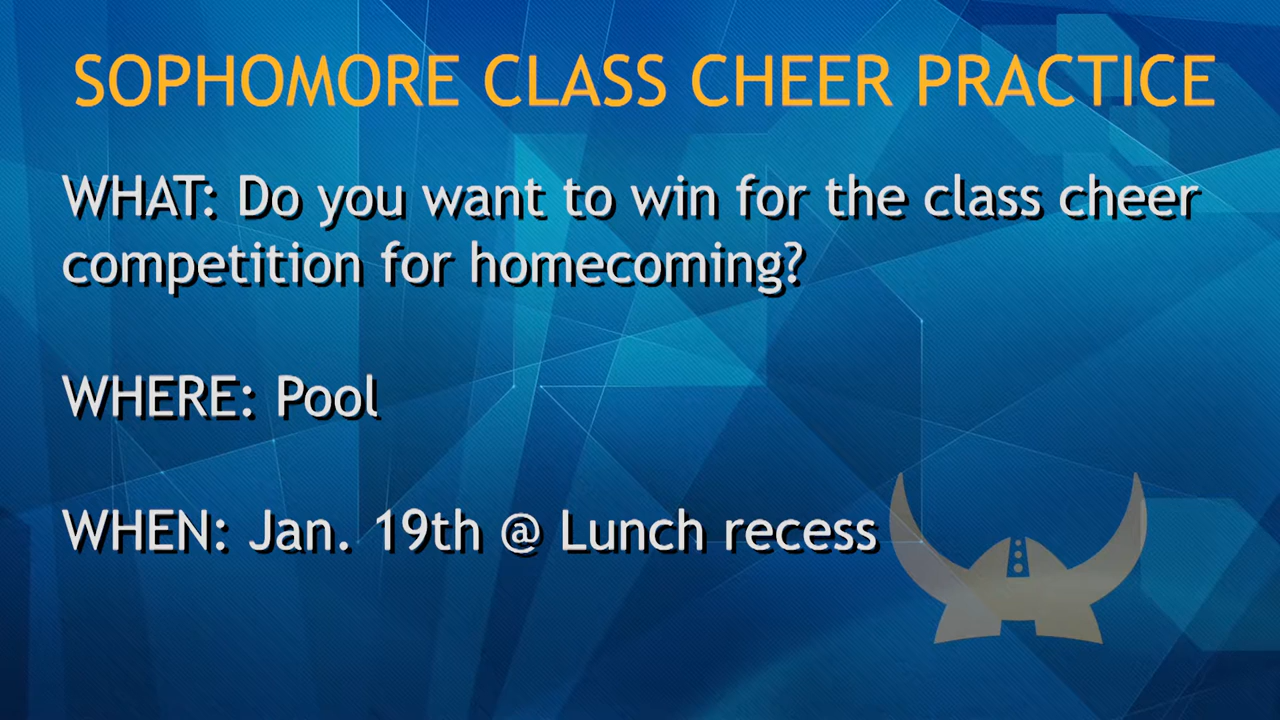 SOPHOMORE CLASS CHEER PRACTICE
WHAT: Do you want to win for the class cheer
competition for homecoming?
WHERE: Pool
WHEN: Jan. 19th @ Lunch recess